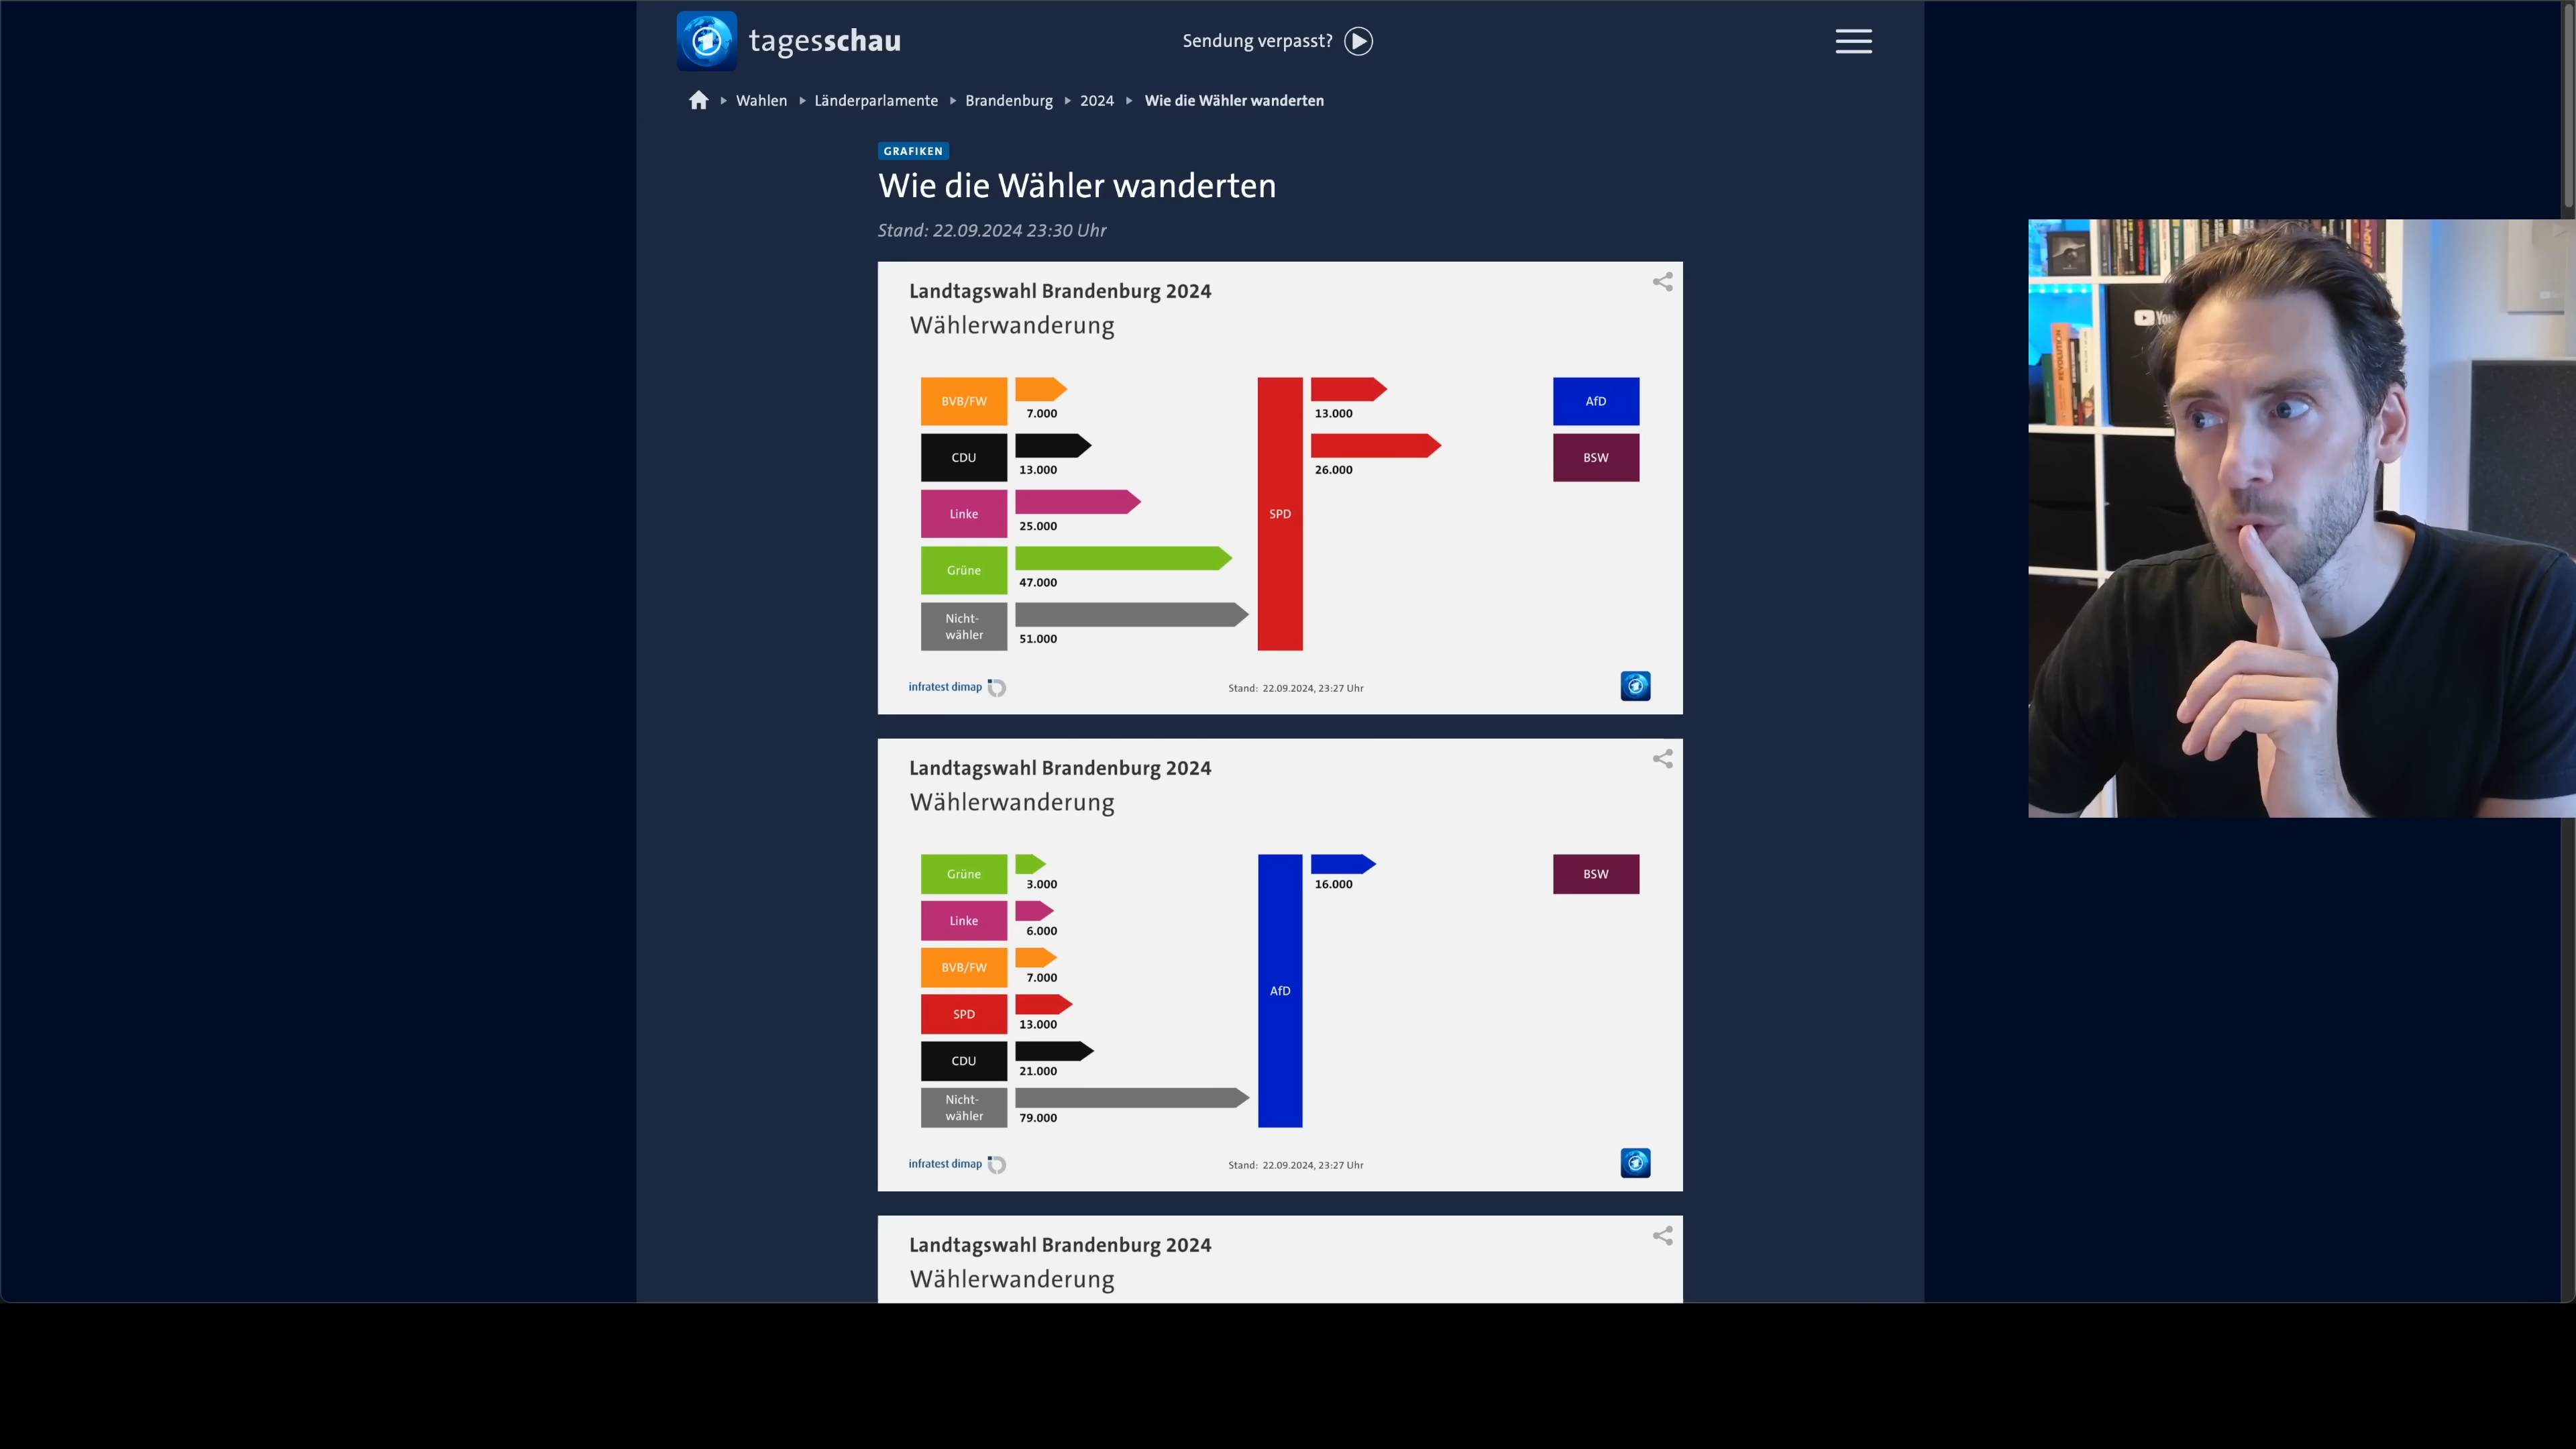 tagesschau
Sendung verpasst?
Wahlen Länderparlamente Brandenburg 2024 Wie die Wähler wanderten
GRAFIKEN
Wie die Wähler wanderten
Stand: 22.09.2024 23:30 Uhr
Landtagswahl Brandenburg 2024
Wählerwanderung
BVB/FW
7.000
CDU
13.000
Linke
25.000
Grüne
47.000
Nicht-
wähler
51.000
SPD
13.000
AfD
26.000
BSW
infratest dimap
Stand: 22.09.2024, 23:27 Uhr
Landtagswahl Brandenburg 2024
Wählerwanderung
Grüne
3.000
Linke
6.000
BVB/FW
7.000
SPD
13.000
CDU
21.000
Nicht-
wähler
79.000
AfD
16.000
BSW
infratest dimap
Stand: 22.09.2024, 23:27 Uhr
Landtagswahl Brandenburg 2024
Wählerwanderung
REVOLUTION